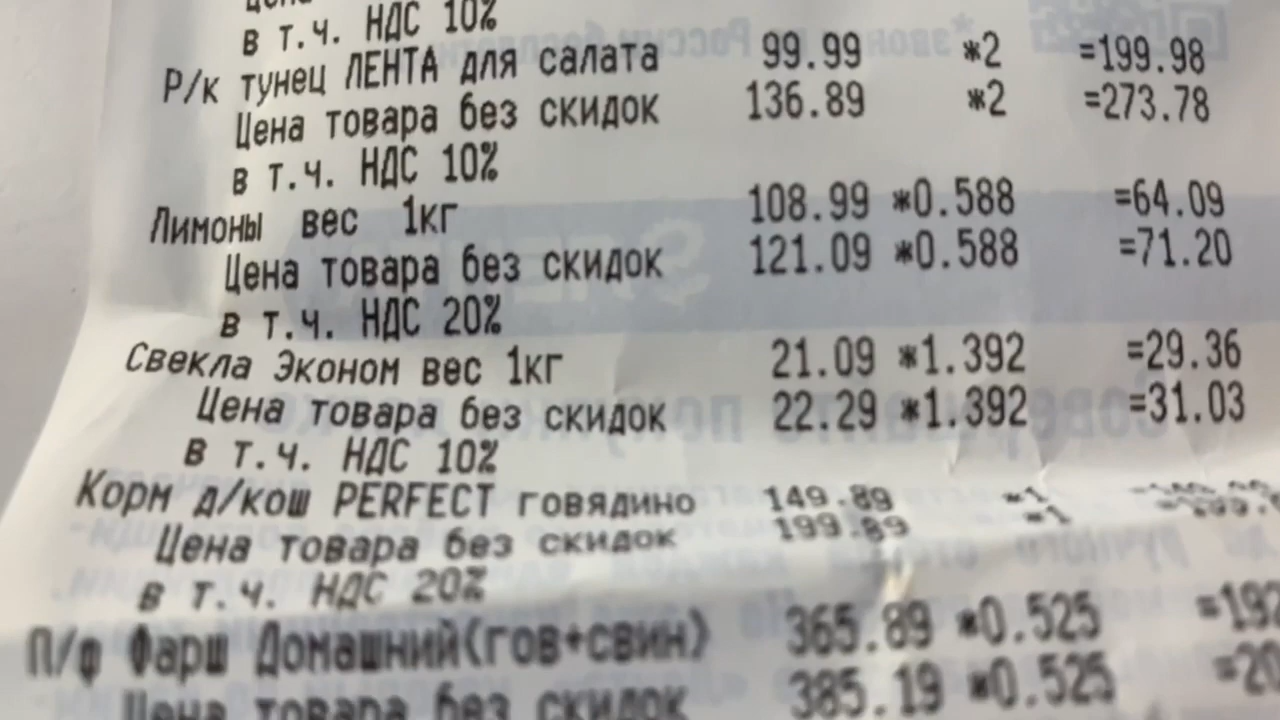 цена
в т.ч. НДС 10%
Р/к тунец ЛЕНТА для салата 99.99 *2 =199.98
Цена товара без скидок 136.89 *2 =273.78
в т.ч. НДС 10%
Лимоны вес 1кг 108.99 *0.588 =64.09
Цена товара без скидок 121.09 *0.588 =71.20
в т.ч. НДС 20%
Свекла Эконом вес 1кг 21.09 *1.392 =29.36
Цена товара без скидок 22.29 *1.392 =31.03
в т.ч. НДС 10%
Корм д/кош PERFECT говядино 149.89 *1
Цена товара без скидок 199.89 *1
в т.ч. НДС 20%
П/ф Фарш Домашний(гов+свин) 365.89 *0.525 =192
Цена товара без скидок 385.19 *0.525 =20